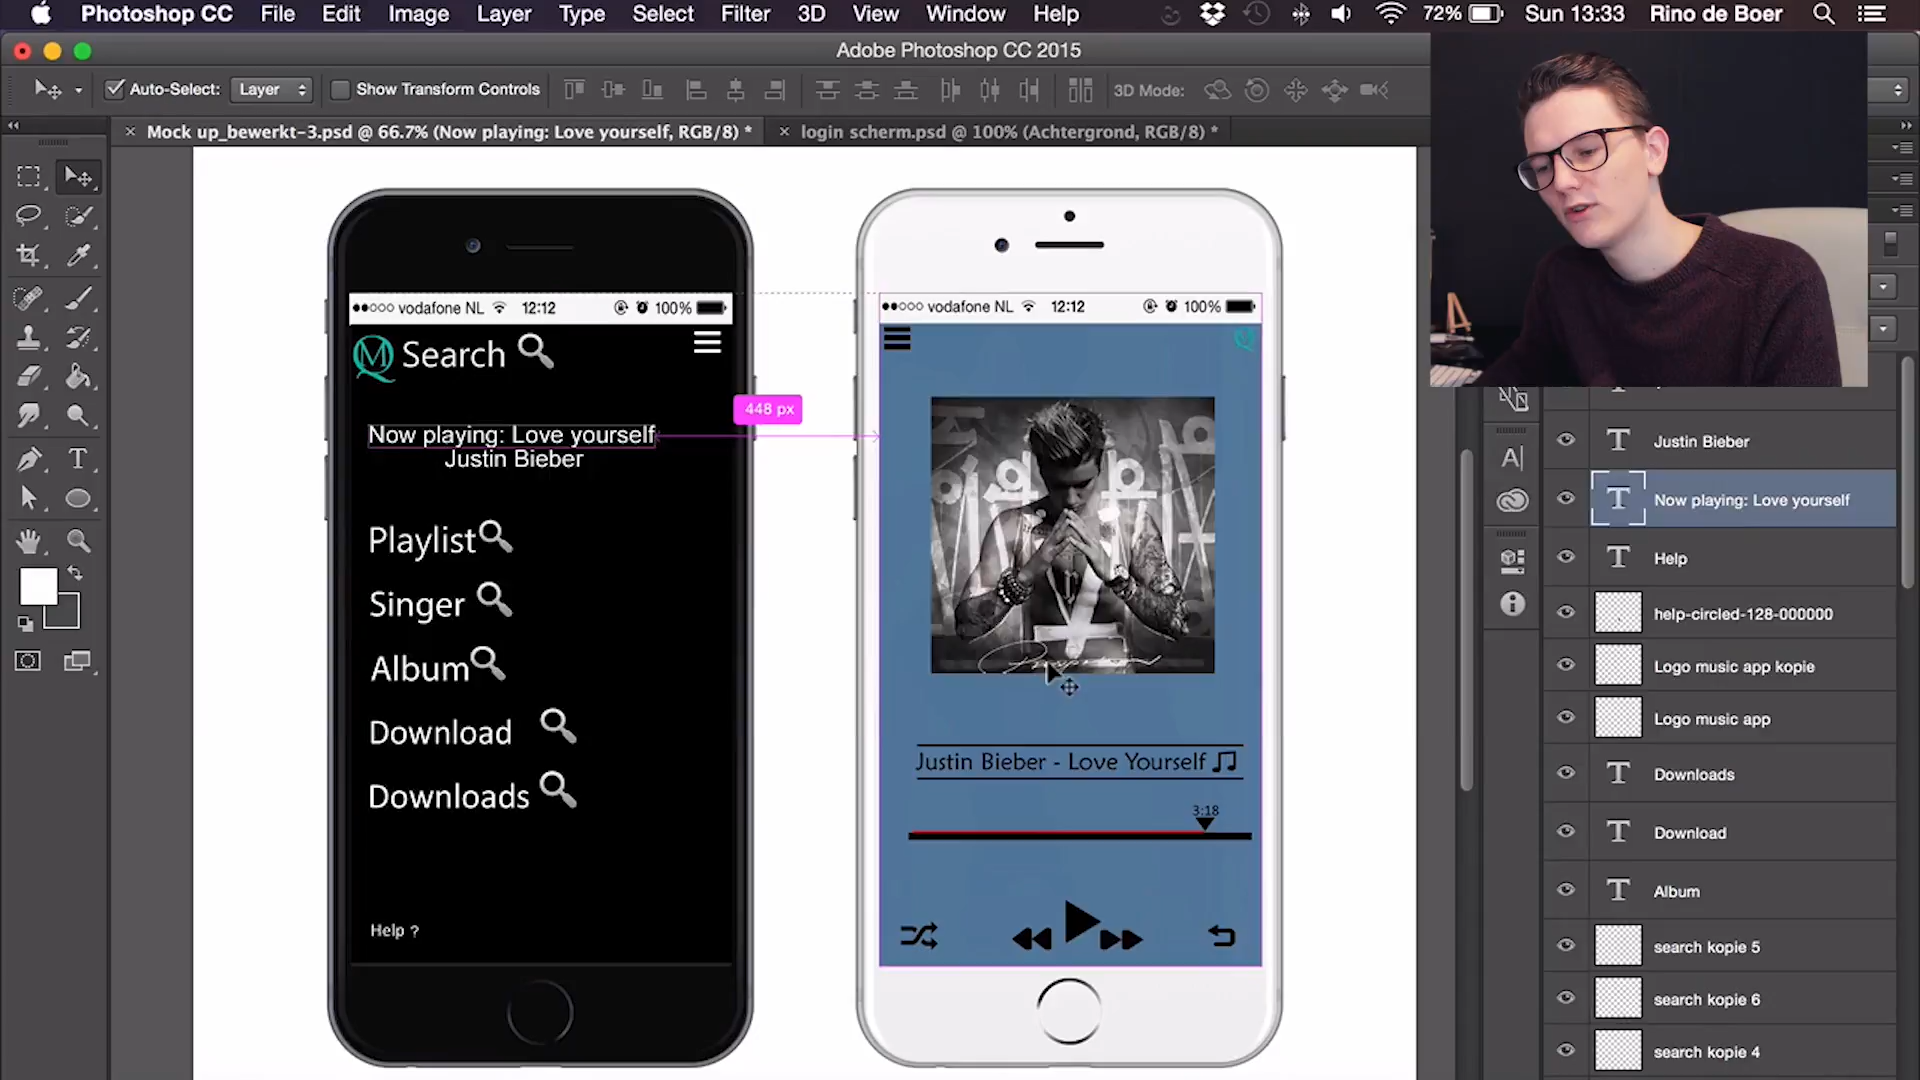 Photoshop CC File Edit Image Layer Type Select Filter 3D View Window Help 72% Sun 13:33 Rino de Boer
Adobe Photoshop CC 2015
Auto-Select: Layer Show Transform Controls 3D Mode:
Mock up_bewerkt-3.psd @ 66.7% (Now playing: Love yourself, RGB/8) * login scherm.psd @ 100% (Achtergrond, RGB/8) *
vodafone NL 12:12 100%
Search
448 px
Now playing: Love yourself
Justin Bieber
Playlist
Singer
Album
Download
Downloads
Help ?
vodafone NL 12:12 100%
Justin Bieber - Love Yourself
3:18
Justin Bieber
Now playing: Love yourself
Help
help-circled-128-000000
Logo music app kopie
Logo music app
Downloads
Download
Album
search kopie 5
search kopie 6
search kopie 4